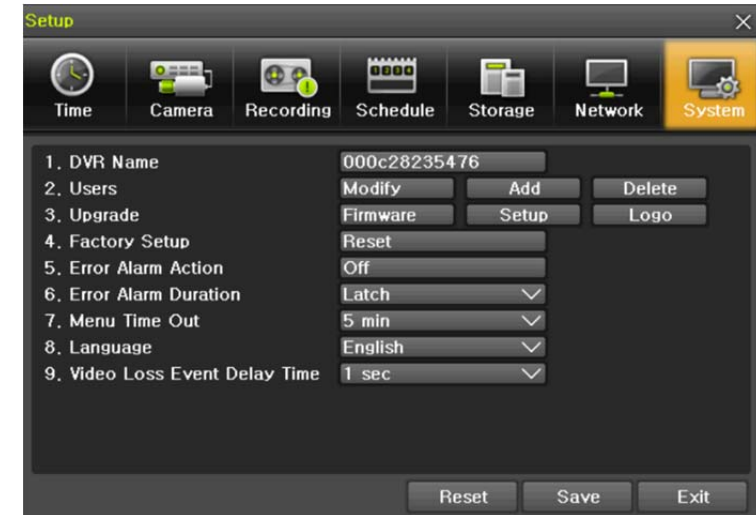 Setup
Time Camera Recording Schedule Storage Network System
1. DVR Name 000c28235476
2. Users Modify Add Delete
3. Upgrade Firmware Setup Logo
4. Factory Setup Reset
5. Error Alarm Action Off
6. Error Alarm Duration Latch
7. Menu Time Out 5 min
8. Language English
9. Video Loss Event Delay Time 1 sec
Reset Save Exit